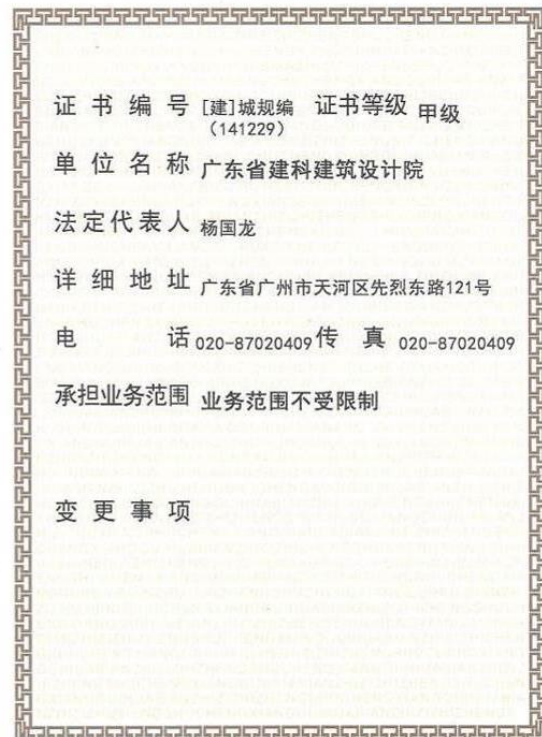 证书编号 [建]城规编 证书等级 甲级
(141229)
单位名称 广东省建科建筑设计院
法定代表人 杨国龙
详细地址 广东省广州市天河区先烈东路121号
电话 020-87020409 传真 020-87020409
承担业务范围 业务范围不受限制
变更事项